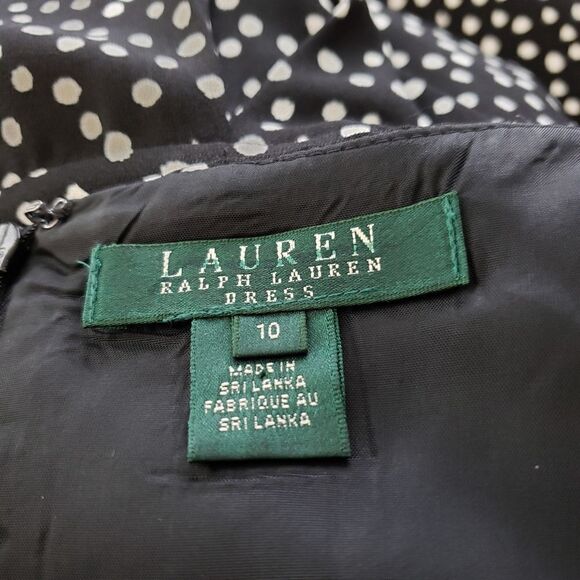 LAUREN
RALPH LAUREN
DRESS
10
MADE IN
SRI LANKA
FABRIQUE AU
SRI LANKA